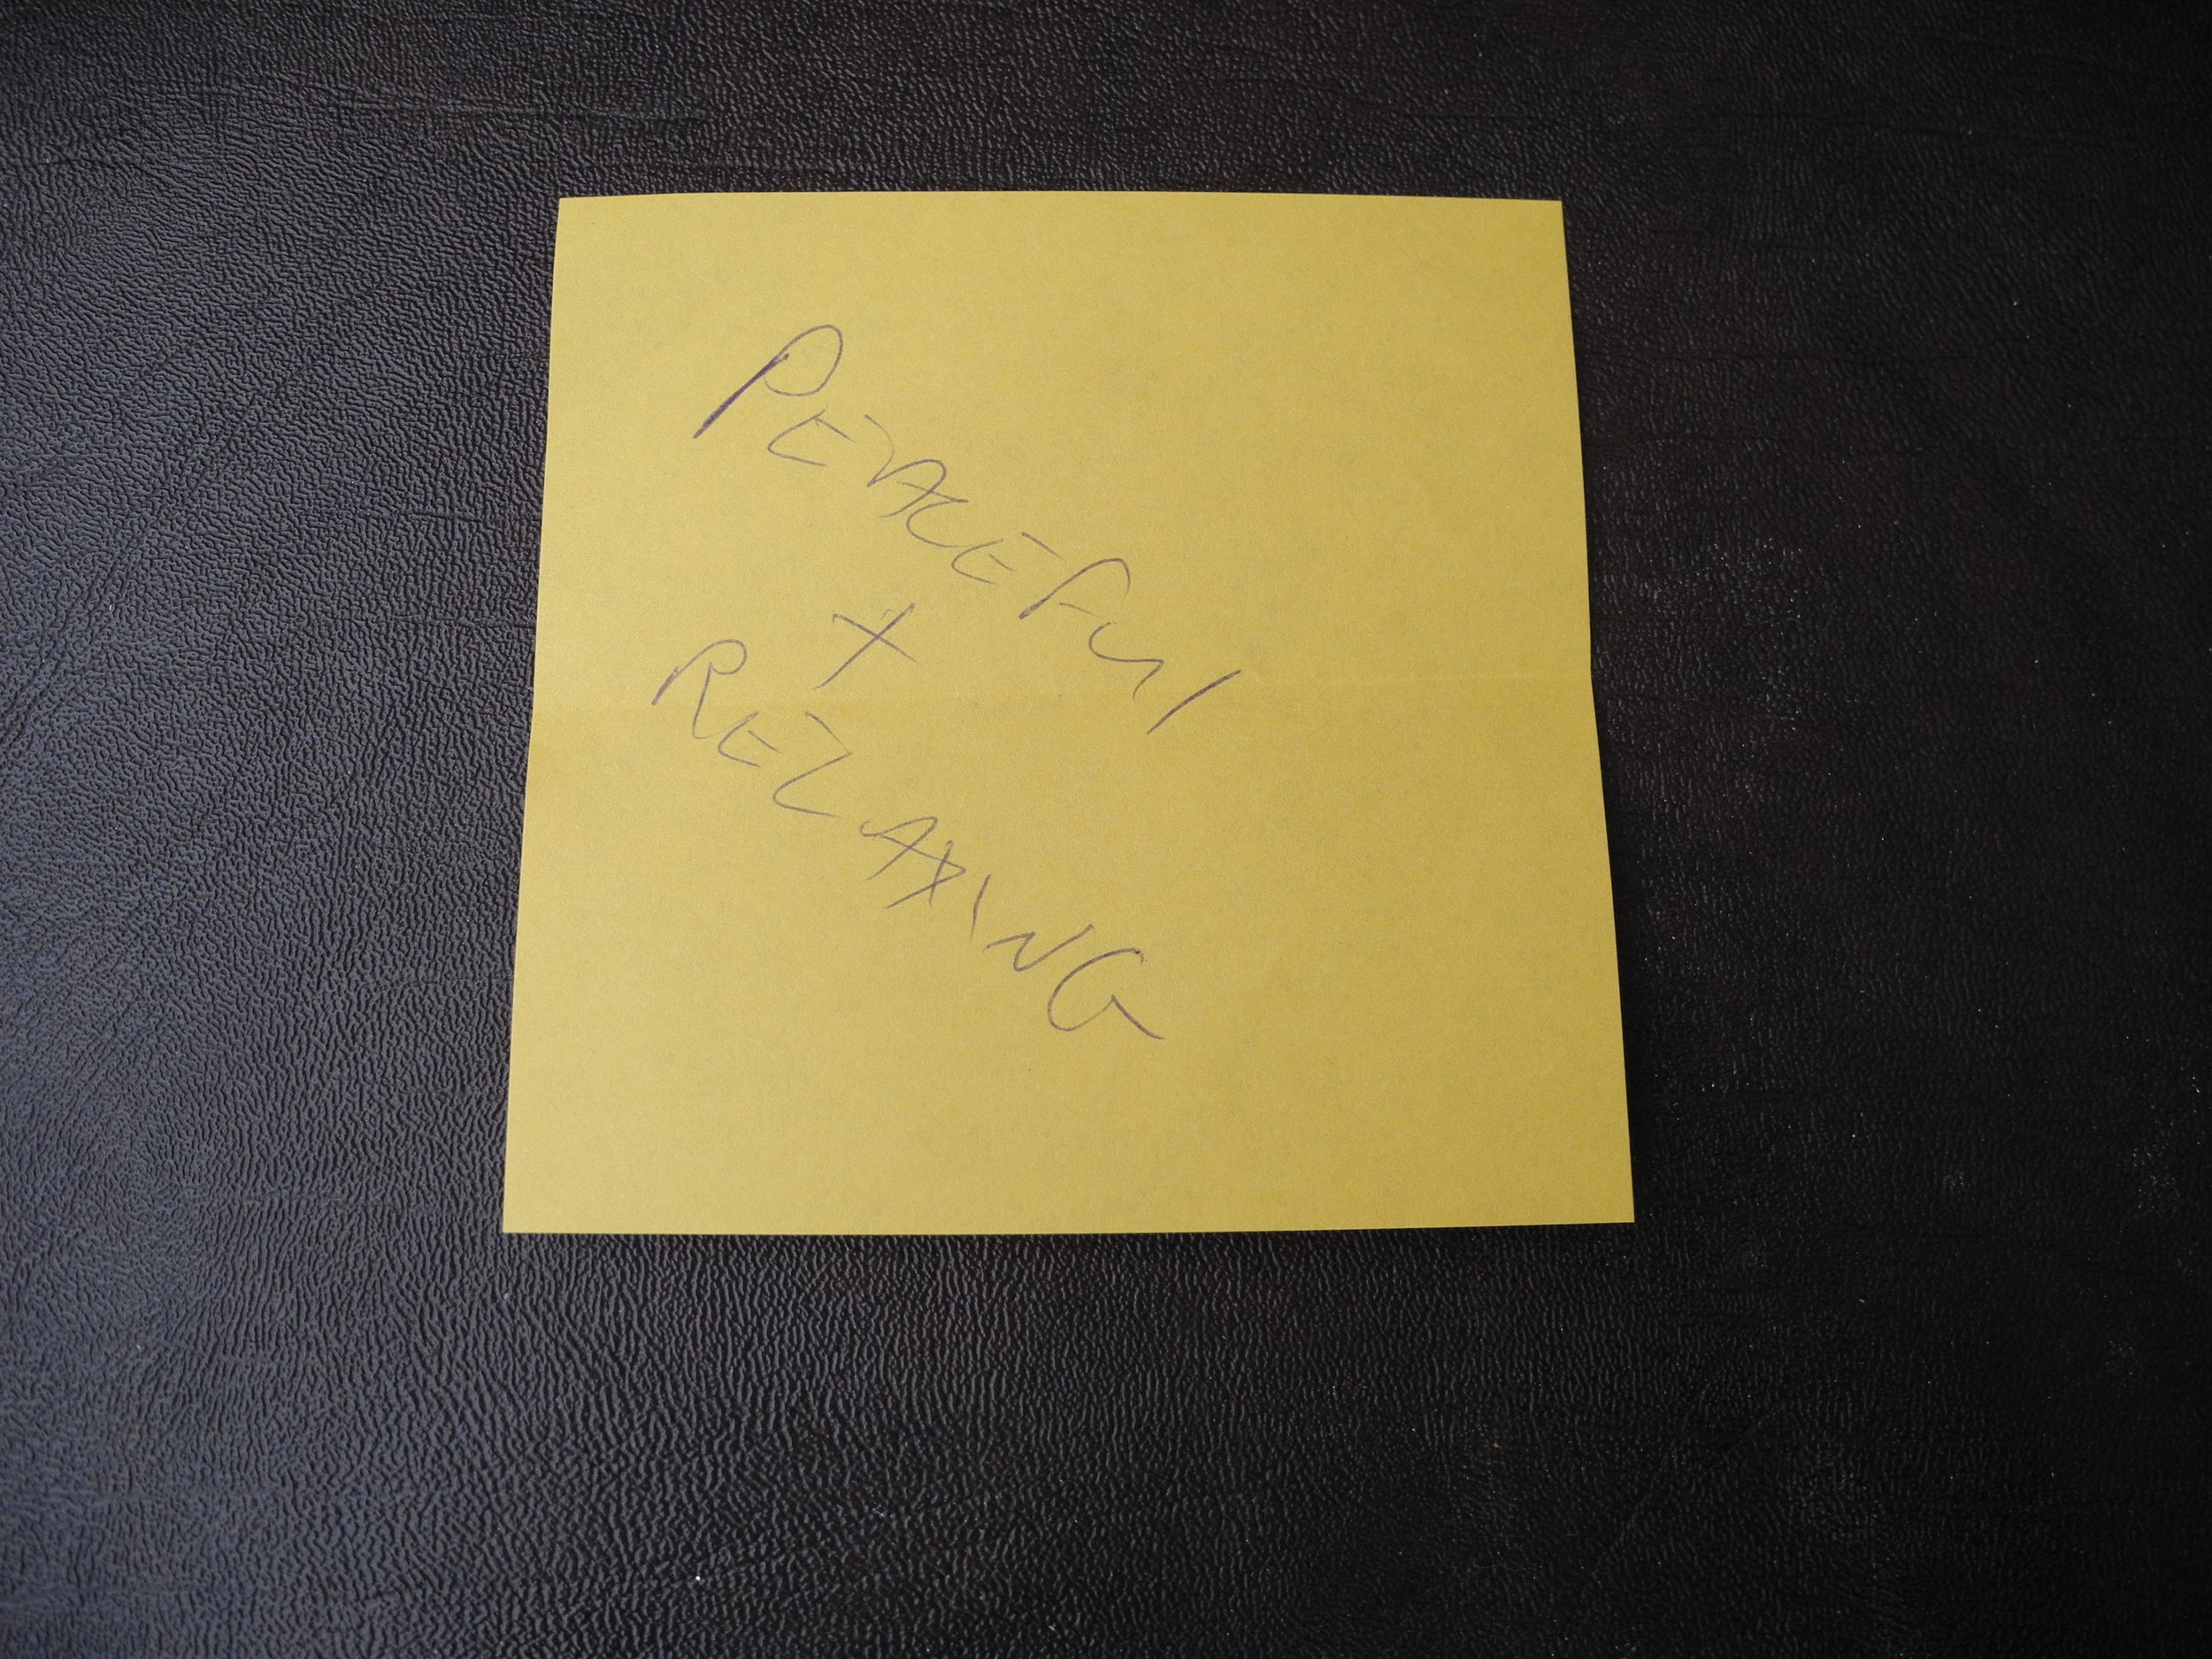 PEACEFUL
+
RELAXING